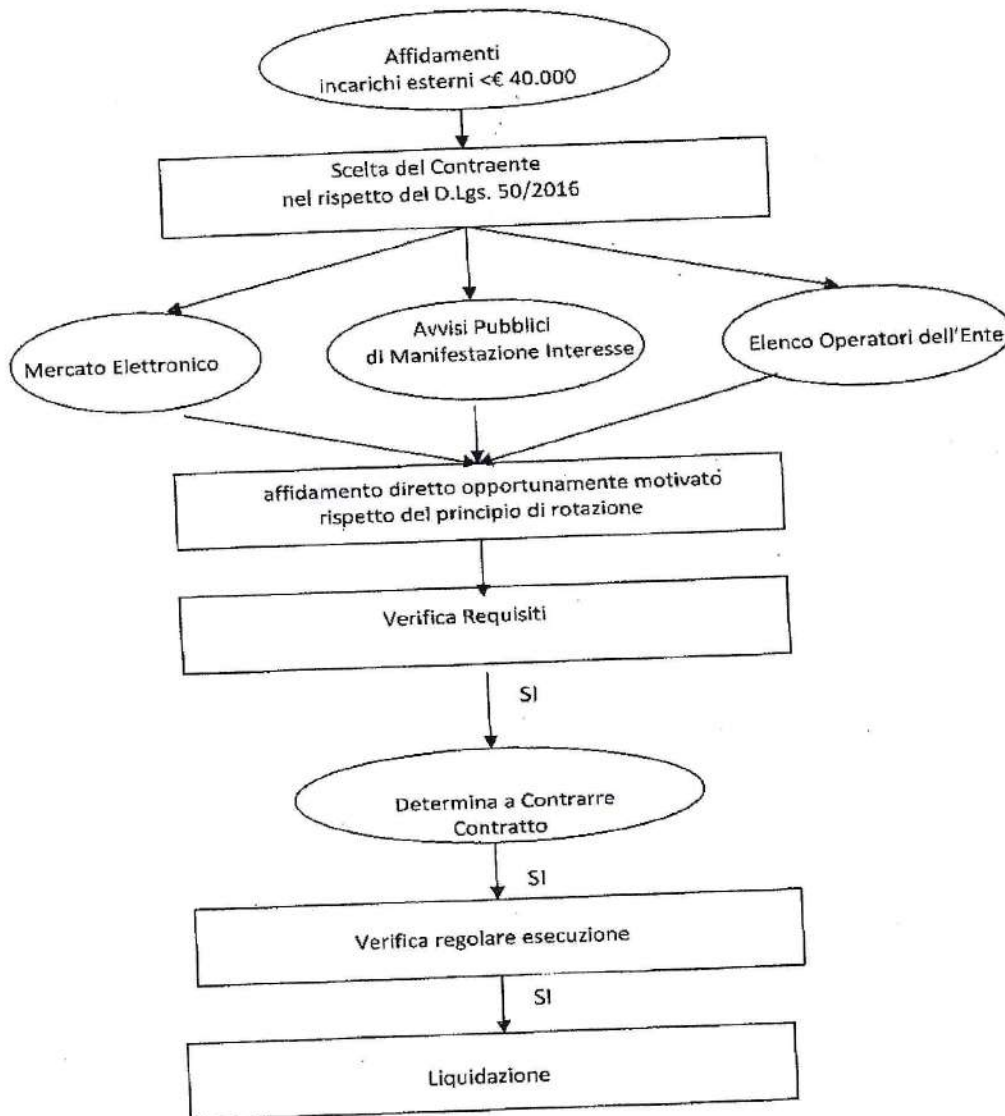 Affidamenti
incarichi esterni <€ 40.000
Scelta del Contraente
nel rispetto del D.Lgs. 50/2016
Mercato Elettronico
Avvisi Pubblici
di Manifestazione Interesse
Elenco Operatori dell'Ente
affidamento diretto opportunamente motivato
rispetto del principio di rotazione
Verifica Requisiti
SI
Determina a Contrarre
Contratto
SI
Verifica regolare esecuzione
SI
Liquidazione